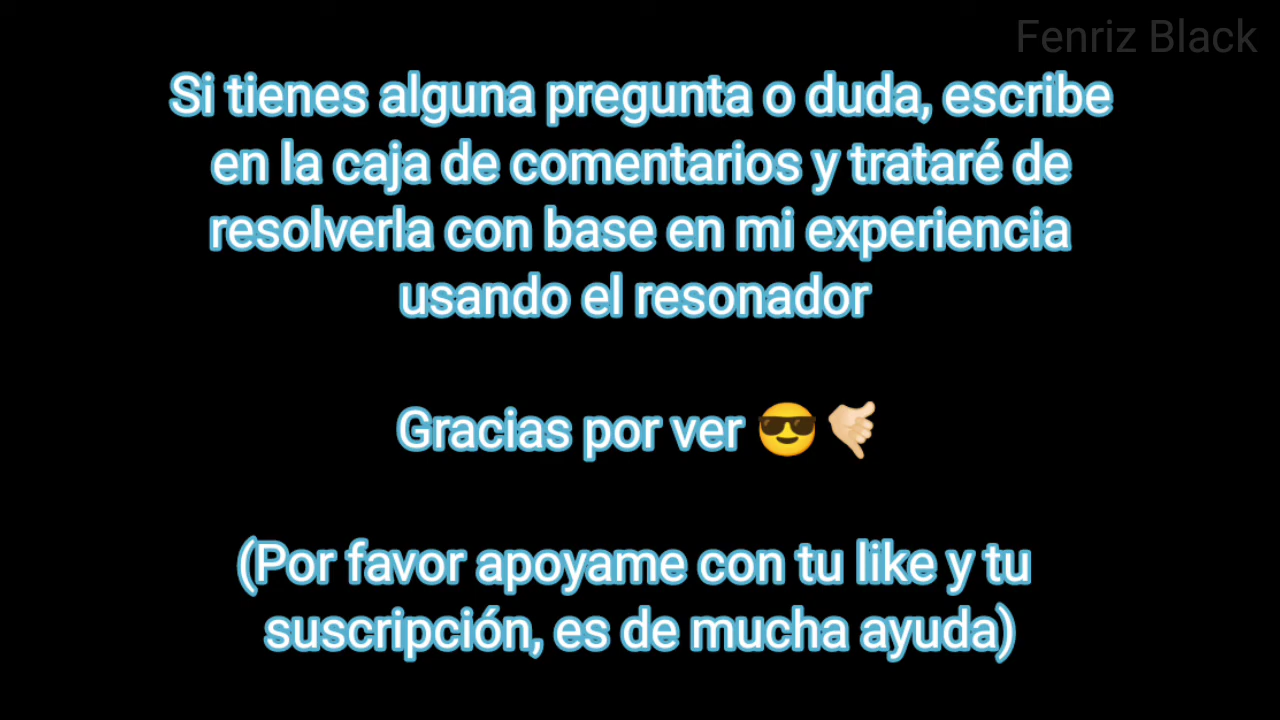 Fenriz Black
Si tienes alguna pregunta o duda, escribe
en la caja de comentarios y trataré de
resolverla con base en mi experiencia
usando el resonador
Gracias por ver 😎🤙🏻
(Por favor apoyame con tu like y tu
suscripción, es de mucha ayuda)